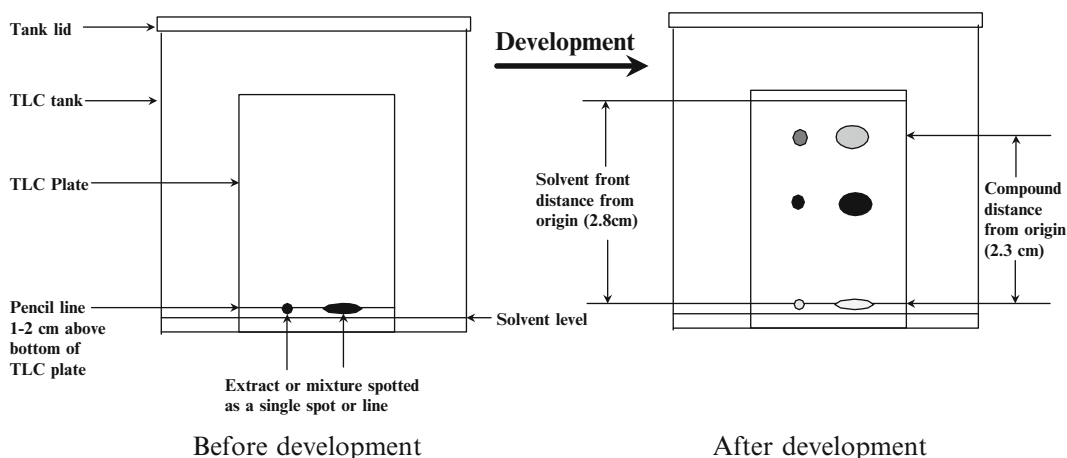 Tank lid
TLC tank
TLC Plate
Pencil line
1-2 cm above
bottom of
TLC plate
Extract or mixture spotted
as a single spot or line
Solvent level
Before development
Development
Solvent front
distance from
origin (2.8cm)
Compound
distance
from origin
(2.3 cm)
After development